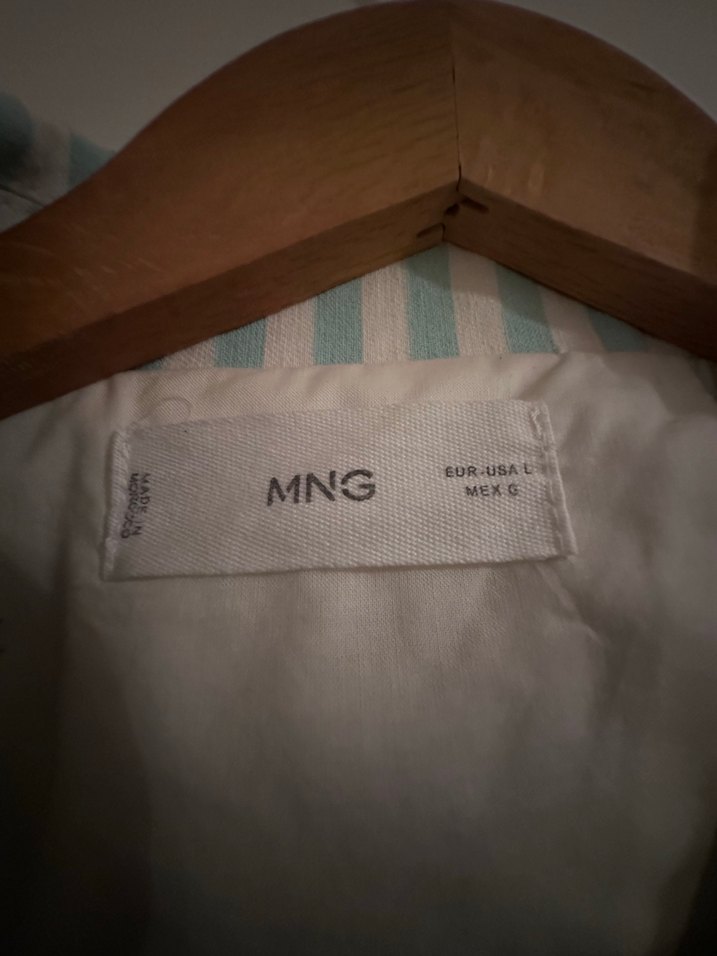 MADE IN
MOROCCO
MNG
EUR-USA L
MEX G